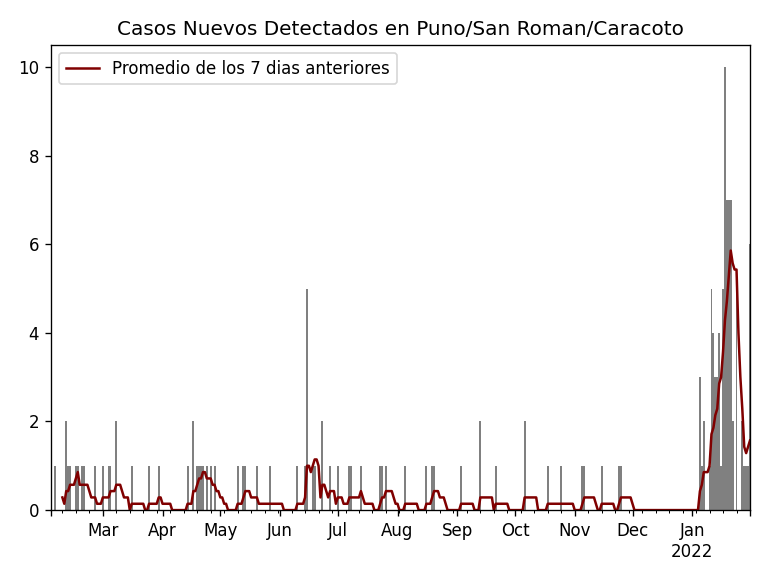 Casos Nuevos Detectados en Puno/San Roman/Caracoto
Promedio de los 7 dias anteriores
10
8
6
4
2
0
Mar Apr May Jun Jul Aug Sep Oct Nov Dec Jan
2022